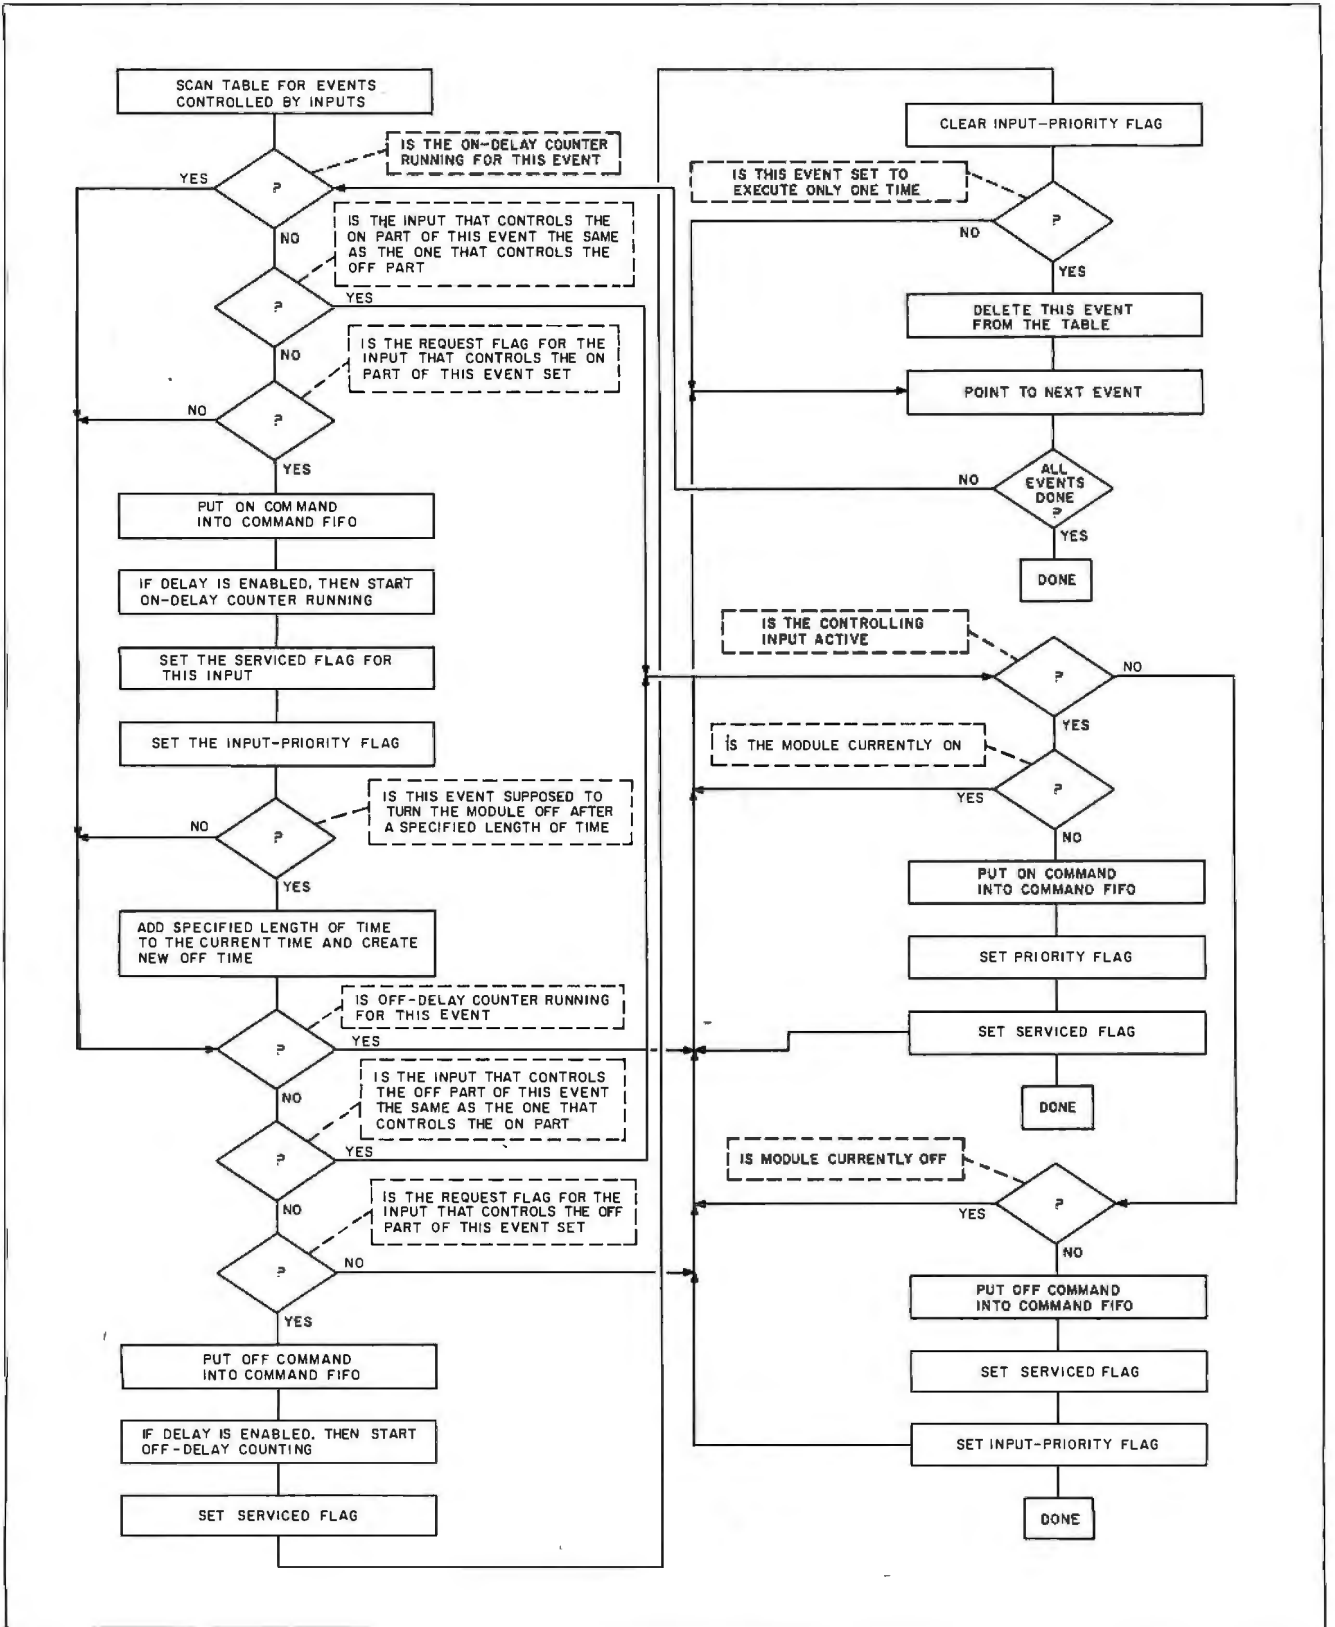 SCAN TABLE FOR EVENTS
CONTROLLED BY INPUTS
IS THE ON-DELAY COUNTER
RUNNING FOR THIS EVENT
YES
?
NO
IS THE INPUT THAT CONTROLS THE
ON PART OF THIS EVENT THE SAME
AS THE ONE THAT CONTROLS THE
OFF PART
?
YES
NO
IS THE REQUEST FLAG FOR THE
INPUT THAT CONTROLS THE ON
PART OF THIS EVENT SET
NO
?
YES
PUT ON COMMAND
INTO COMMAND FIFO
IF DELAY IS ENABLED, THEN START
ON-DELAY COUNTER RUNNING
SET THE SERVICED FLAG FOR
THIS INPUT
SET THE INPUT-PRIORITY FLAG
IS THIS EVENT SUPPOSED TO
TURN THE MODULE OFF AFTER
A SPECIFIED LENGTH OF TIME
NO
?
YES
ADD SPECIFIED LENGTH OF TIME
TO THE CURRENT TIME AND CREATE
NEW OFF TIME
IS OFF-DELAY COUNTER RUNNING
FOR THIS EVENT
?
YES
NO
IS THE INPUT THAT CONTROLS
THE OFF PART OF THIS EVENT
THE SAME AS THE ONE THAT
CONTROLS THE ON PART
?
YES
NO
IS THE REQUEST FLAG FOR THE
INPUT THAT CONTROLS THE OFF
PART OF THIS EVENT SET
?
NO
YES
PUT OFF COMMAND
INTO COMMAND FIFO
IF DELAY IS ENABLED, THEN START
OFF-DELAY COUNTING
SET SERVICED FLAG
CLEAR INPUT-PRIORITY FLAG
IS THIS EVENT SET TO
EXECUTE ONLY ONE TIME
?
NO
YES
DELETE THIS EVENT
FROM THE TABLE
POINT TO NEXT EVENT
NO
ALL
EVENTS
DONE
?
YES
DONE
IS THE CONTROLLING
INPUT ACTIVE
?
NO
YES
IS THE MODULE CURRENTLY ON
?
YES
NO
PUT ON COMMAND
INTO COMMAND FIFO
SET PRIORITY FLAG
SET SERVICED FLAG
DONE
IS MODULE CURRENTLY OFF
?
YES
NO
PUT OFF COMMAND
INTO COMMAND FIFO
SET SERVICED FLAG
SET INPUT-PRIORITY FLAG
DONE